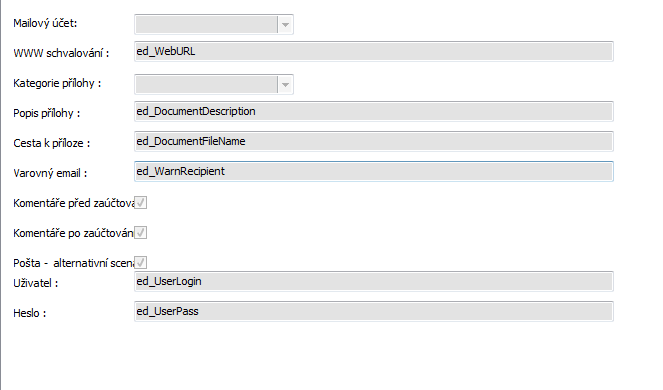 Mailový účet:
WWW schvalování : ed_WebURL
Kategorie přílohy :
Popis přílohy : ed_DocumentDescription
Cesta k příloze : ed_DocumentFileName
Varovný email : ed_WarnRecipient
Komentáře před zaúčtova
Komentáře po zaúčtován
Pošta - alternativní scena
Uživatel : ed_UserLogin
Heslo : ed_UserPass